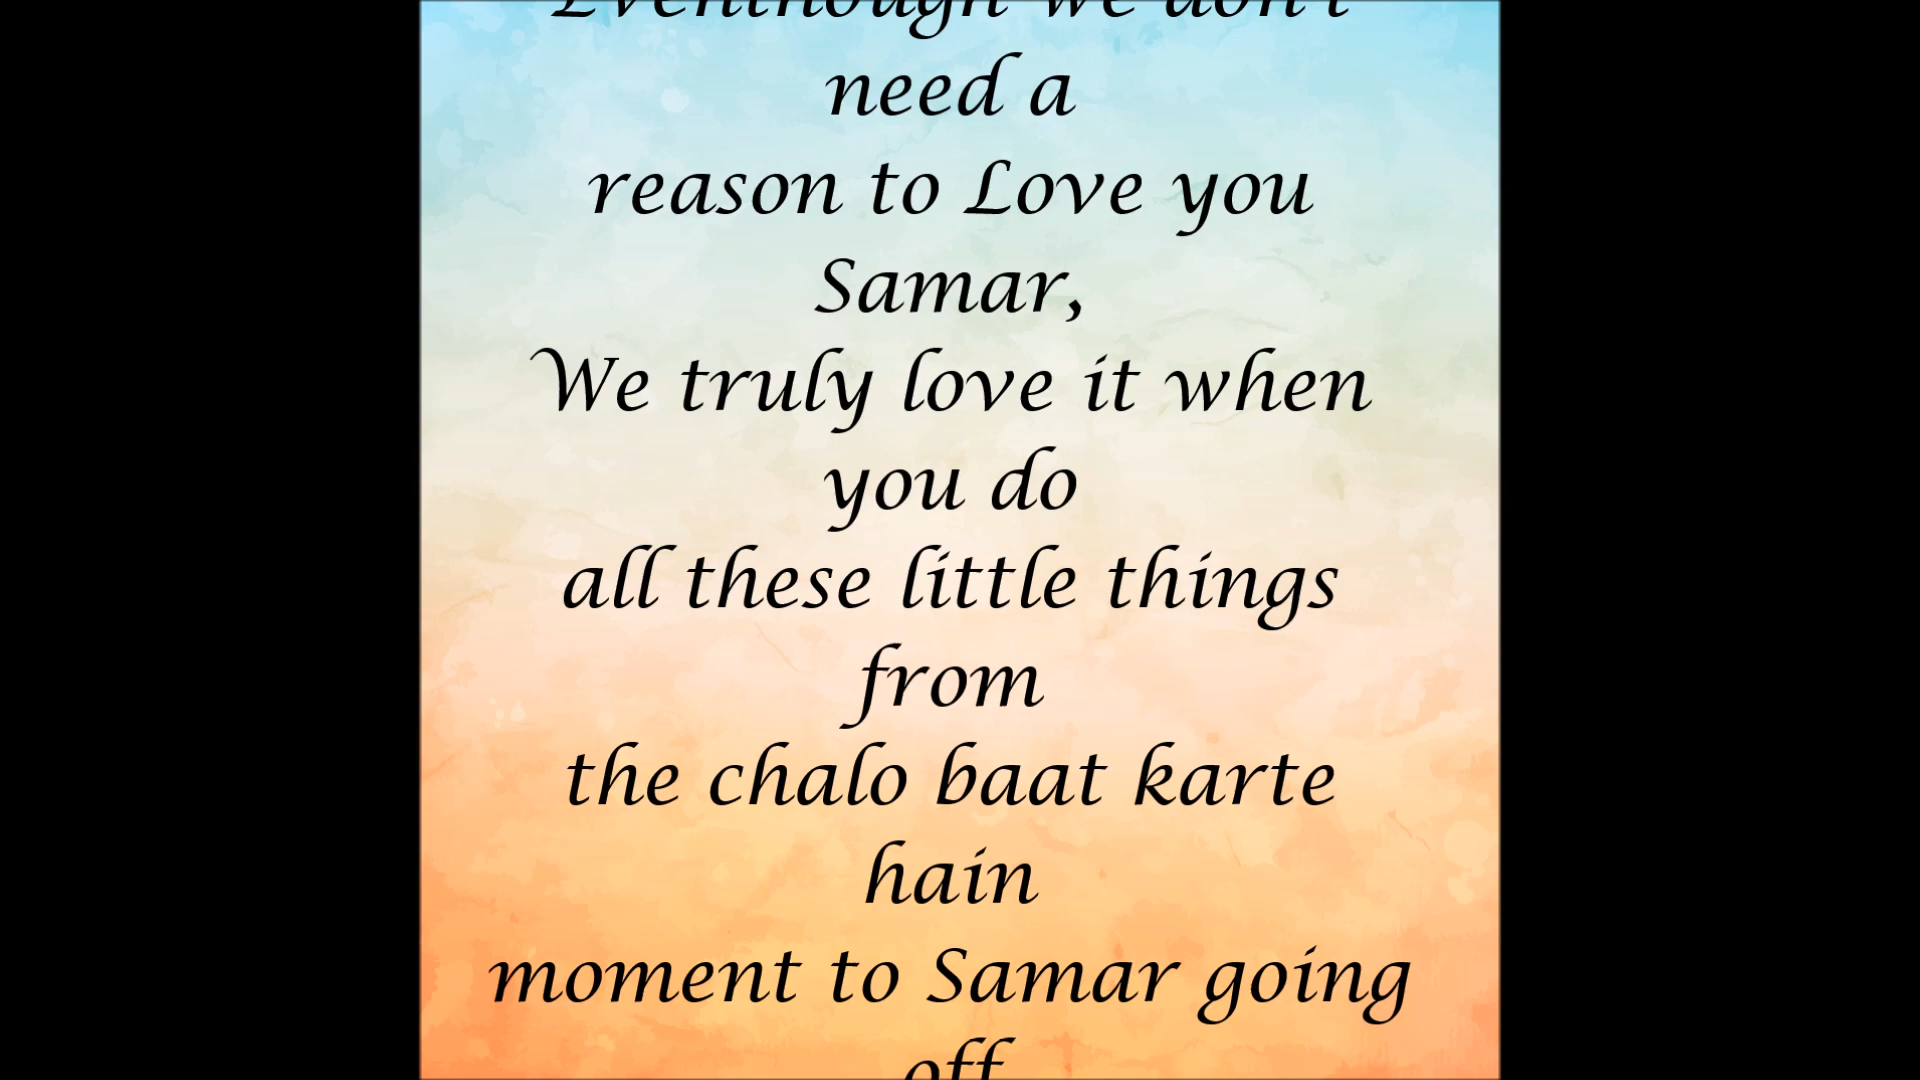 Eventhough we don't
need a
reason to Love you
Samar,
We truly love it when
you do
all these little things
from
the chalo baat karte
hain
moment to Samar going
off